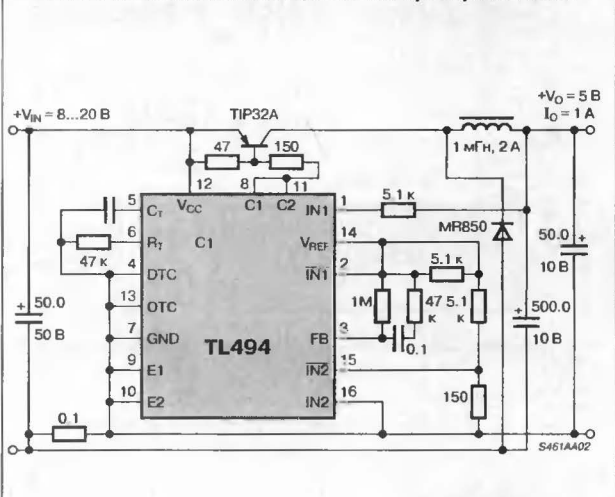 +V_IN = 8...20 В
TIP32A
+V_O = 5 В
I_O = 1 А
47
150
1 мГн, 2 А
12
8
11
5
C_T
V_CC
C1
C2
IN1
1
5.1 к
MR850
6
R_T
C1
V_REF
14
47 к
4
DTC
IN1
2
5.1 к
50.0
10 В
13
OTC
1М
47
к
5.1
к
50.0
50 В
7
GND
TL494
FB
3
0.1
500.0
10 В
9
E1
IN2
15
10
E2
IN2
16
150
0.1
S461AA02